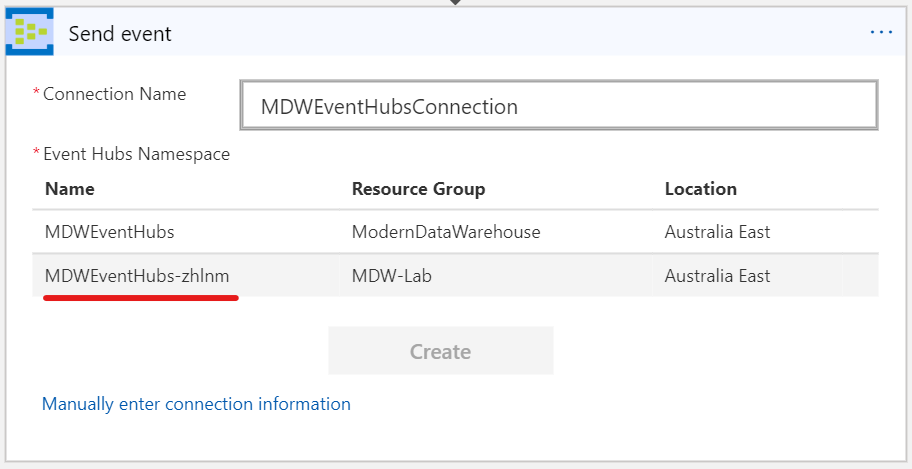 Send event
* Connection Name
MDWEventHubsConnection
* Event Hubs Namespace
Name Resource Group Location
MDWEventHubs ModernDataWarehouse Australia East
MDWEventHubs-zhlnm MDW-Lab Australia East
Create
Manually enter connection information